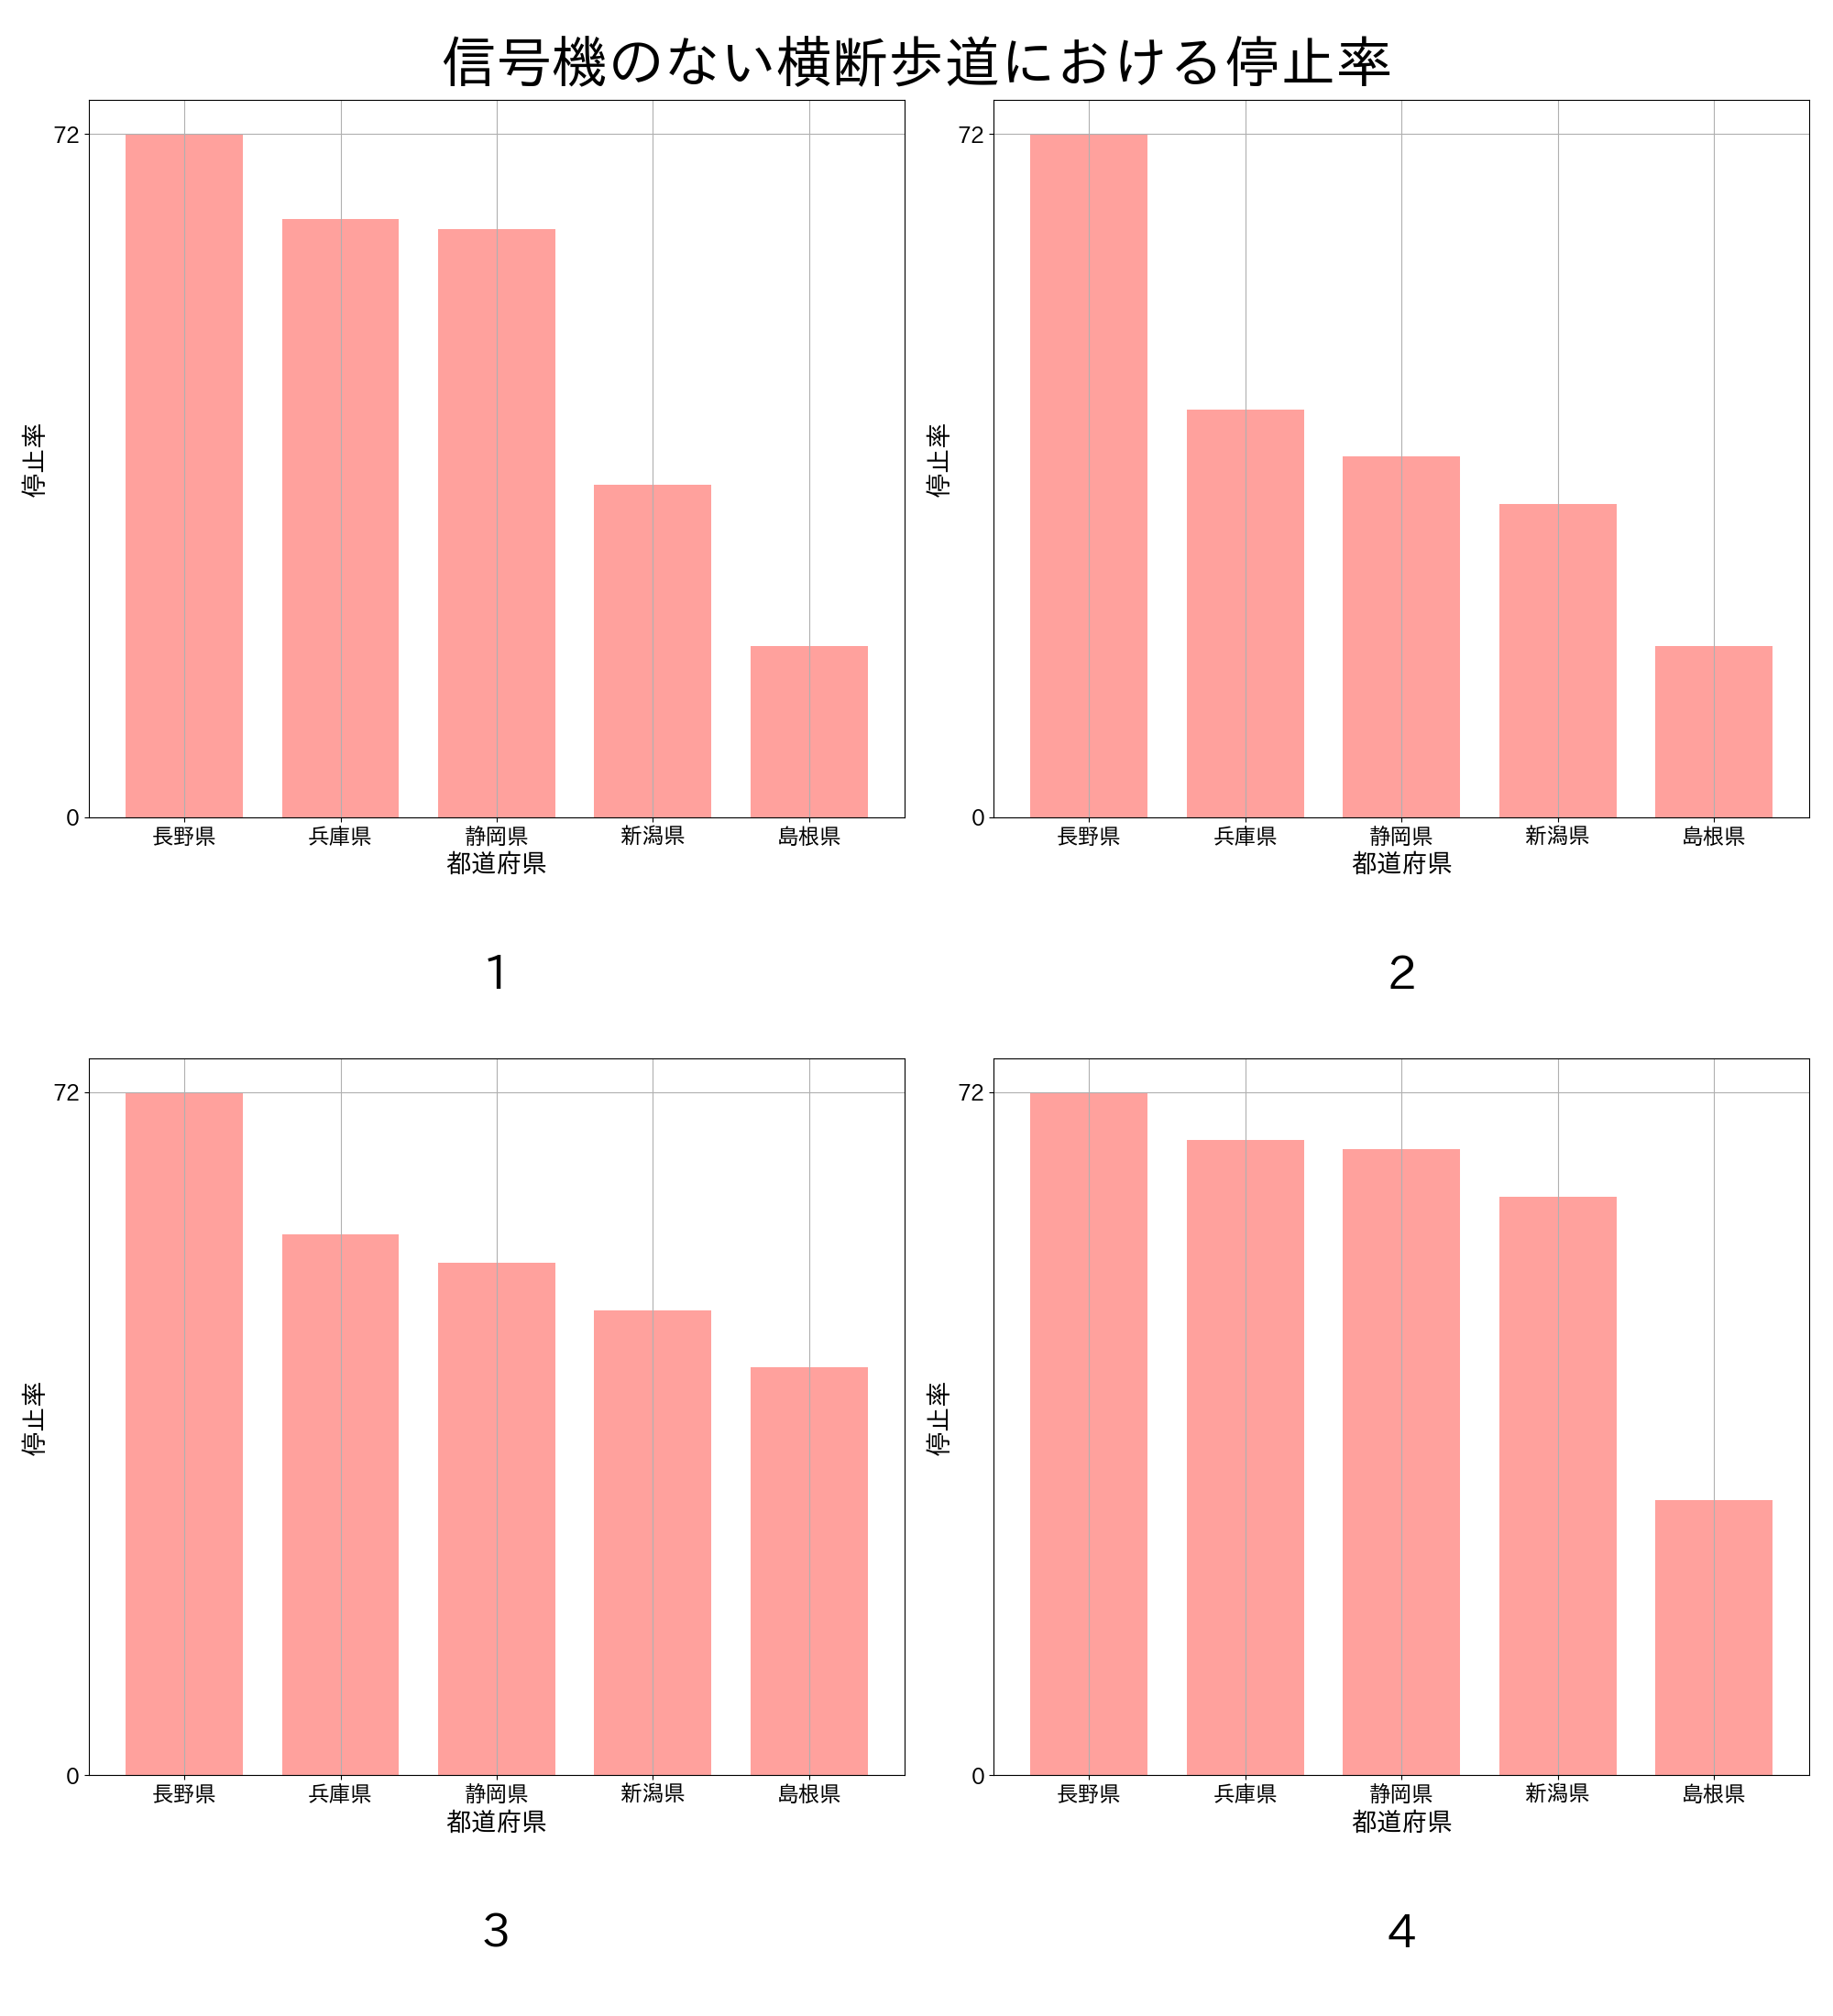 信号機のない横断歩道における停止率
72
0
停止率
長野県 兵庫県 静岡県 新潟県 島根県
都道府県
1
72
0
停止率
長野県 兵庫県 静岡県 新潟県 島根県
都道府県
2
72
0
停止率
長野県 兵庫県 静岡県 新潟県 島根県
都道府県
3
72
0
停止率
長野県 兵庫県 静岡県 新潟県 島根県
都道府県
4